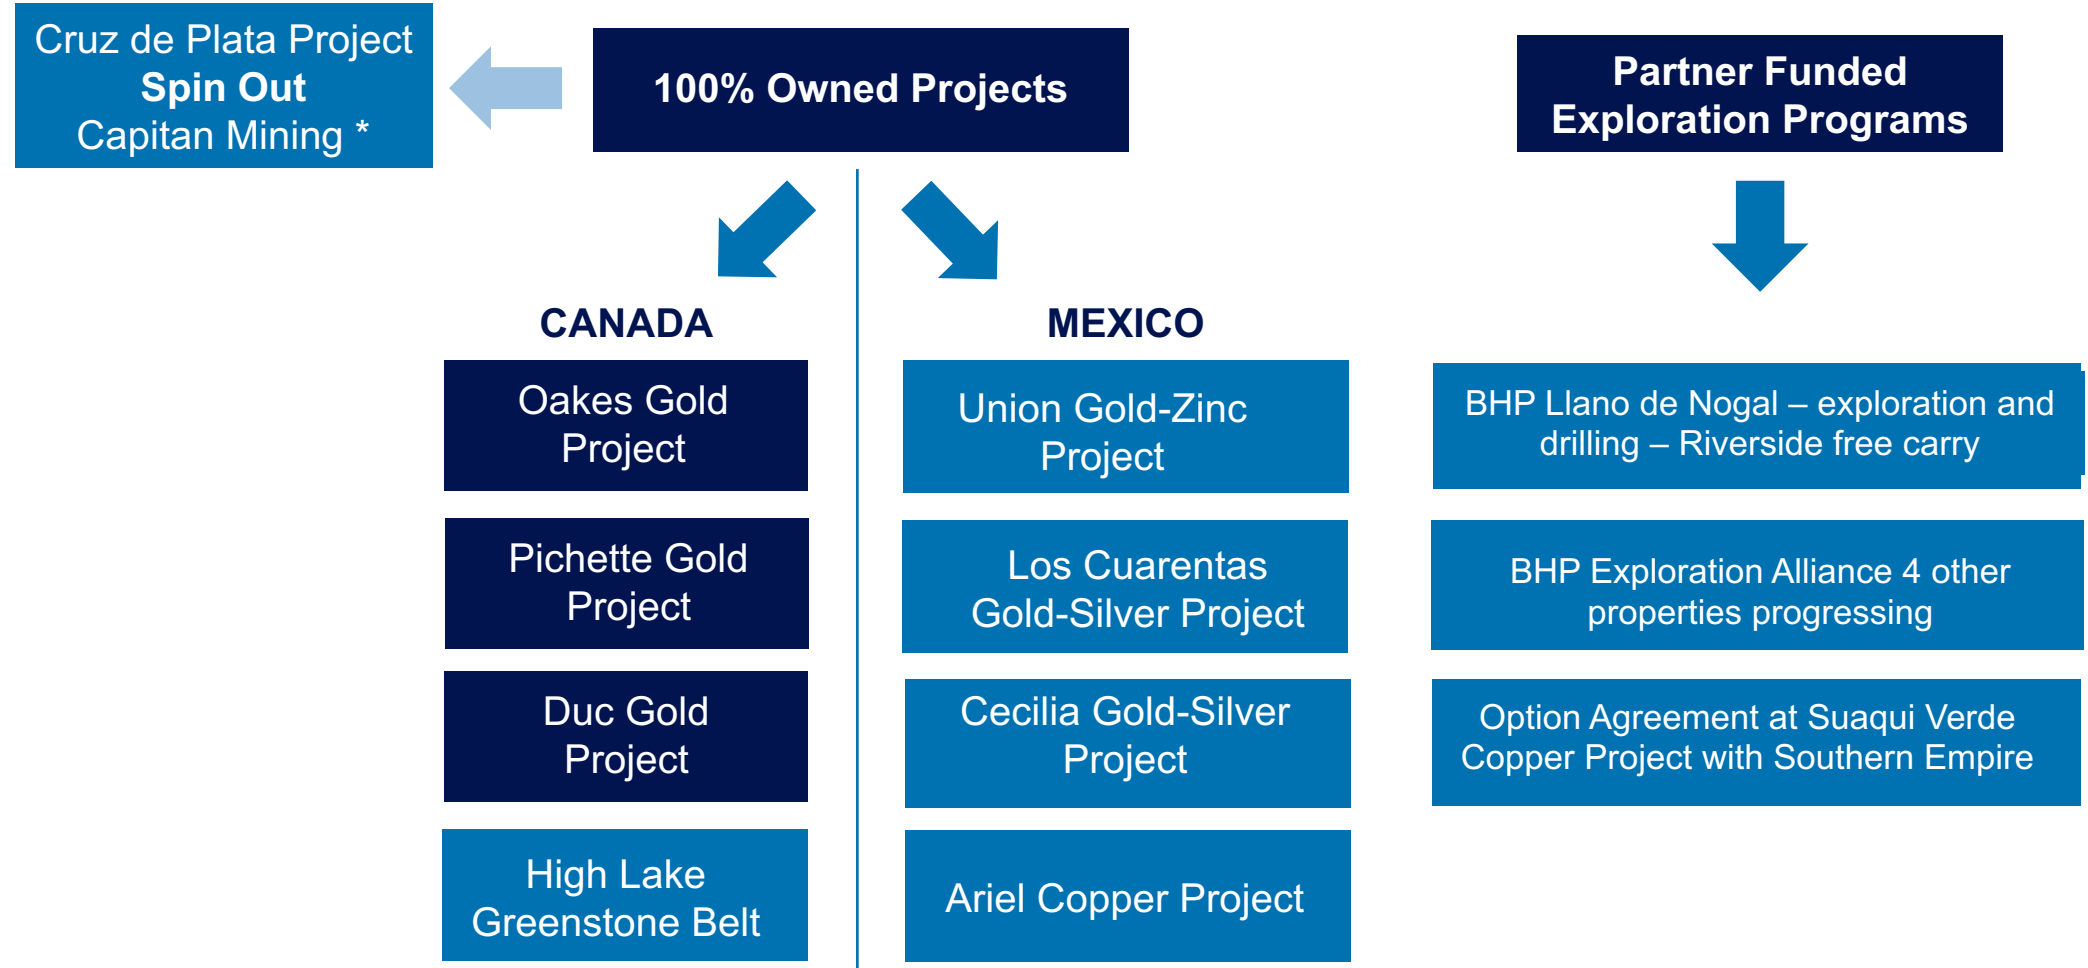 Cruz de Plata Project
Spin Out
Capitan Mining *
100% Owned Projects
Partner Funded
Exploration Programs
CANADA
Oakes Gold
Project
Pichette Gold
Project
Duc Gold
Project
High Lake
Greenstone Belt
MEXICO
Union Gold-Zinc
Project
Los Cuarentas
Gold-Silver Project
Cecilia Gold-Silver
Project
Ariel Copper Project
BHP Llano de Nogal – exploration and
drilling – Riverside free carry
BHP Exploration Alliance 4 other
properties progressing
Option Agreement at Suaqui Verde
Copper Project with Southern Empire